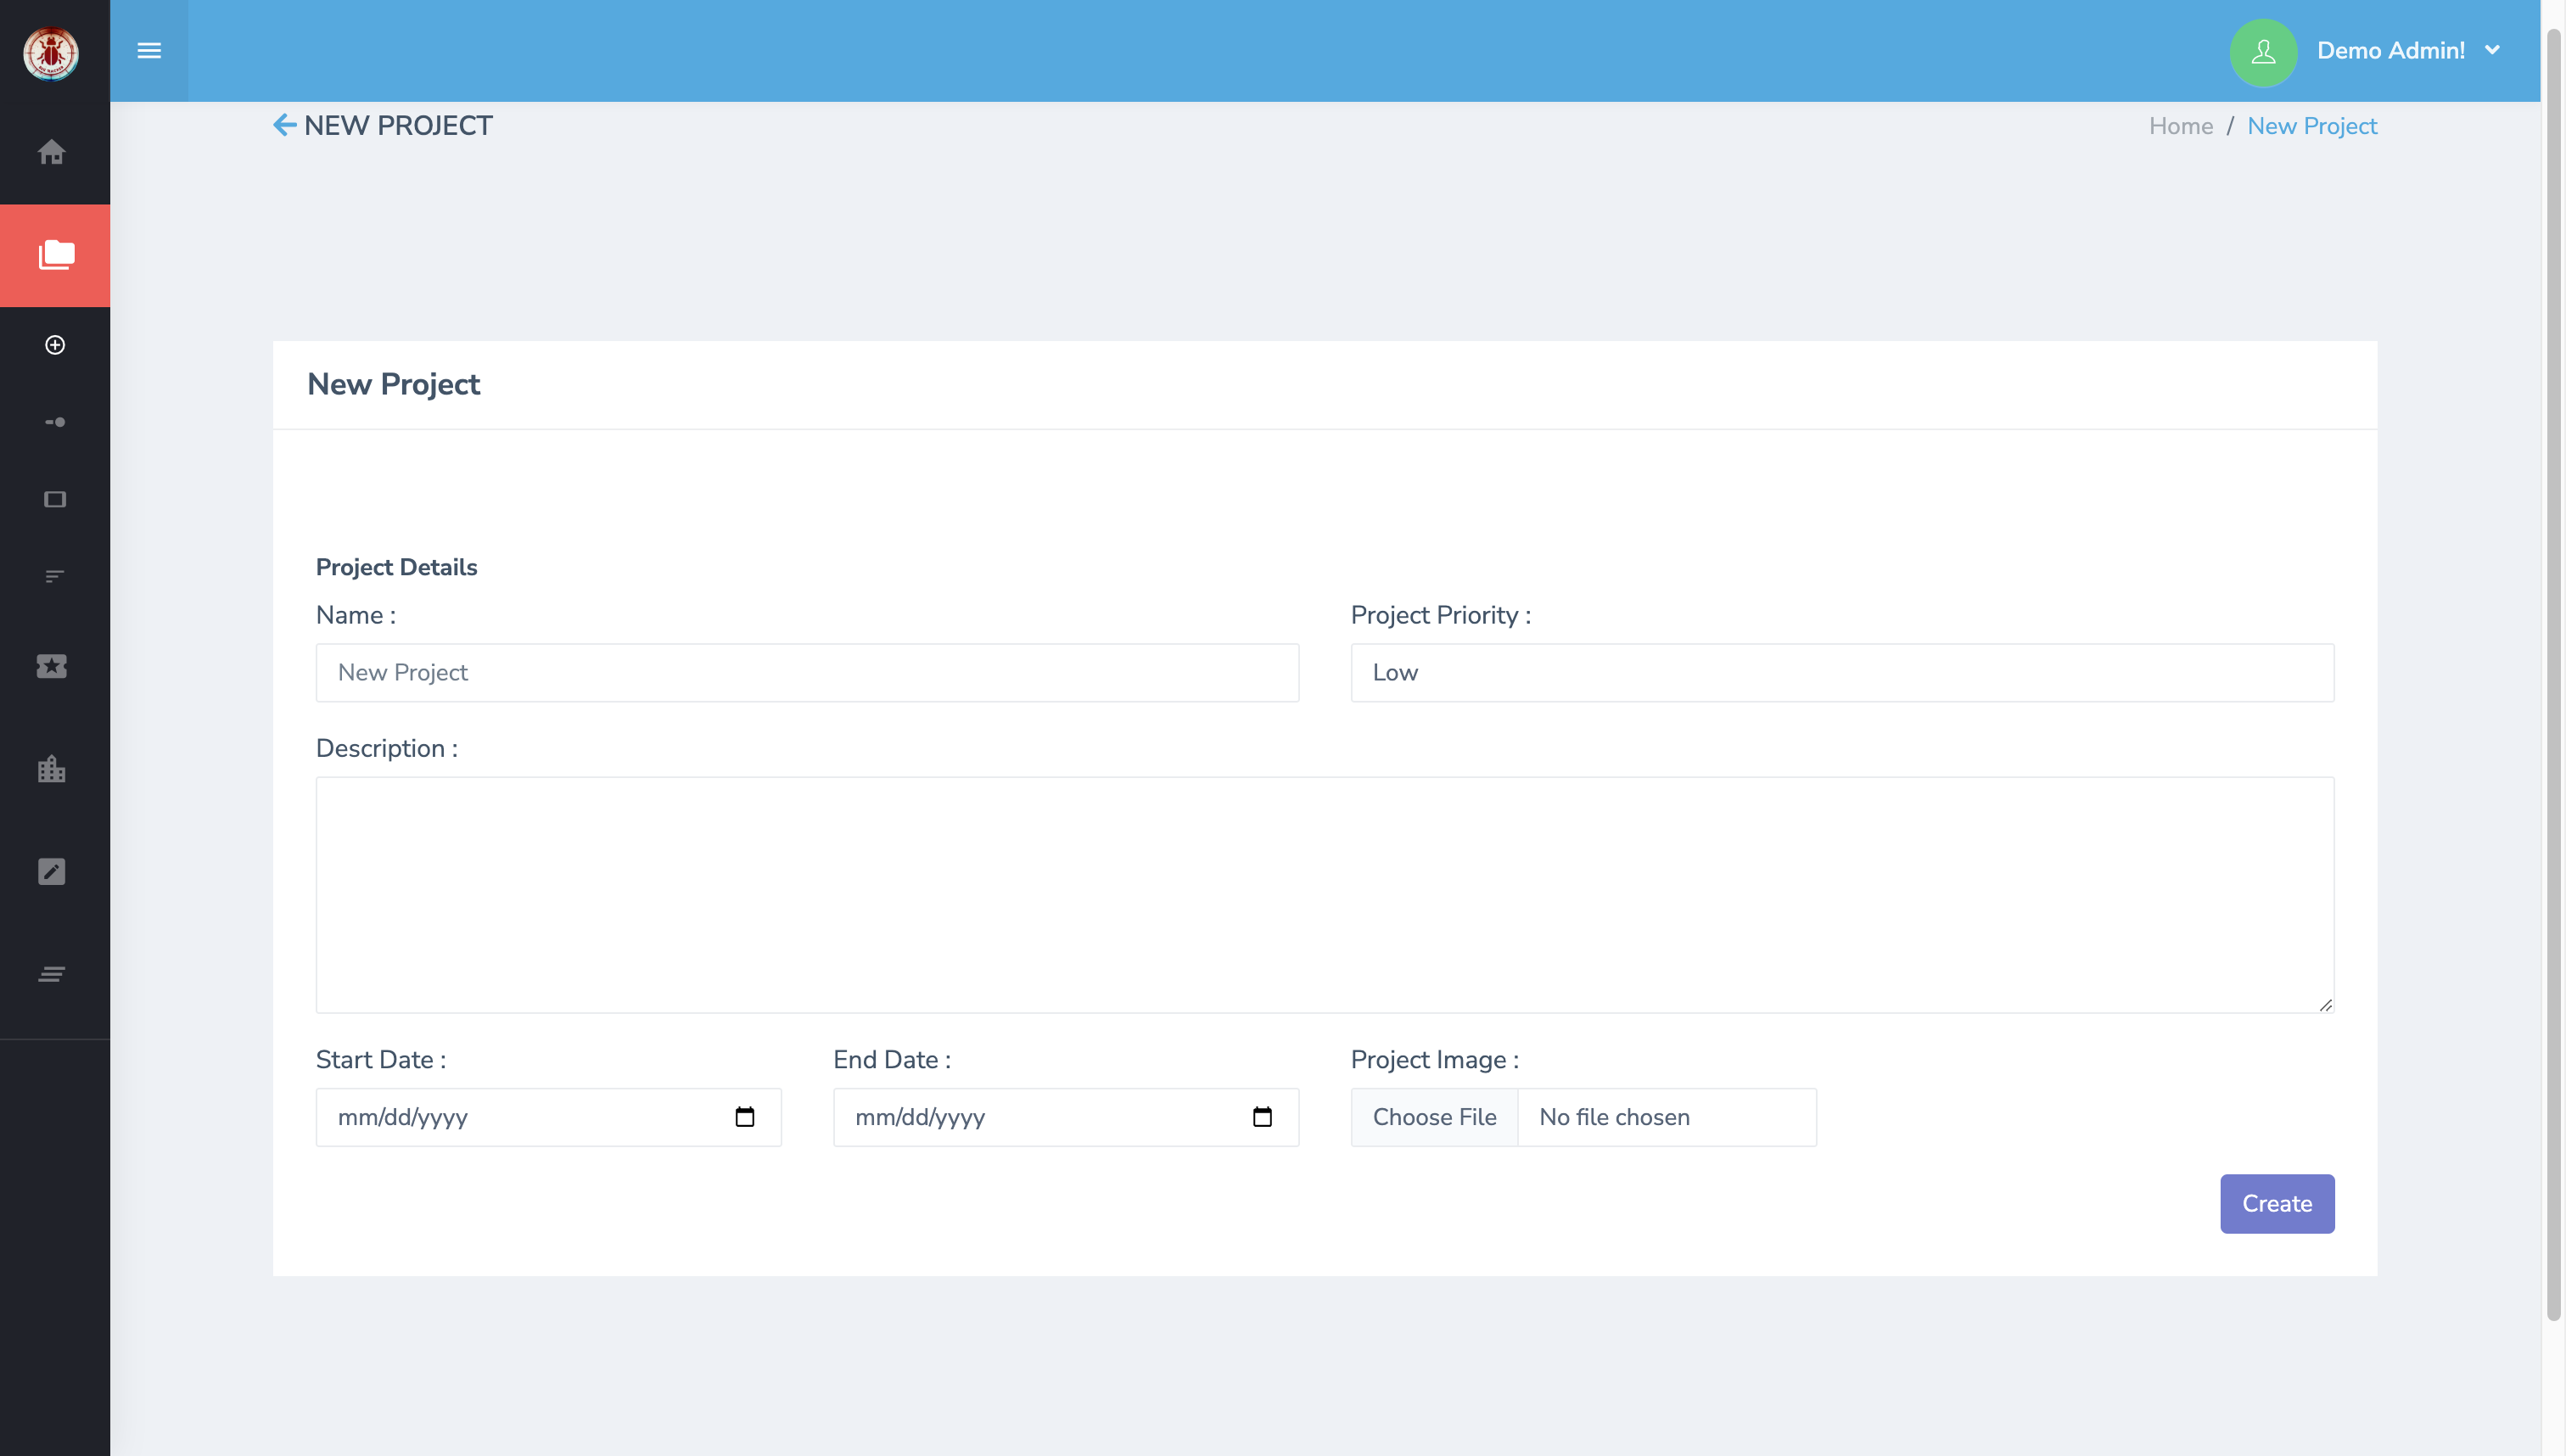 Demo Admin!
NEW PROJECT
Home / New Project
New Project
Project Details
Name :
Project Priority :
New Project
Low
Description :
Start Date :
End Date :
Project Image :
mm/dd/yyyy
mm/dd/yyyy
Choose File
No file chosen
Create